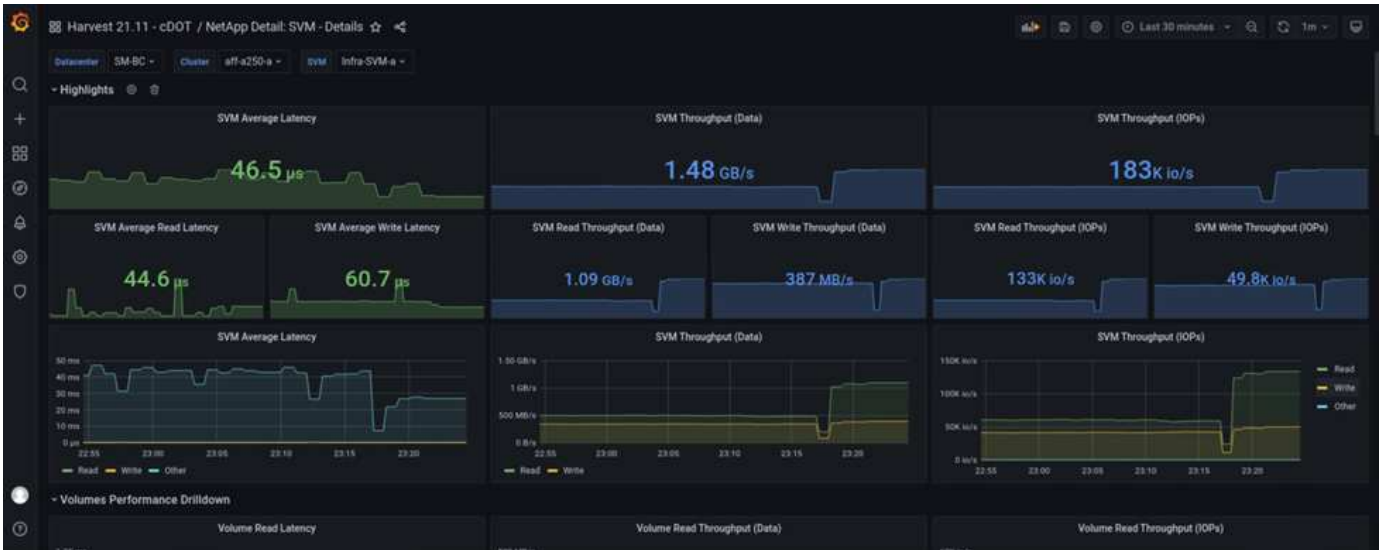 Harvest 21.11 - cDOT / NetApp Detail: SVM - Details
Last 30 minutes
1m
Datacenter SM-BC Cluster aff-a250-a SVM Infra-SVM-a
Highlights
SVM Average Latency
SVM Throughput (Data)
SVM Throughput (IOPs)
46.5 µs
1.48 GB/s
183K io/s
SVM Average Read Latency
SVM Average Write Latency
SVM Read Throughput (Data)
SVM Write Throughput (Data)
SVM Read Throughput (IOPs)
SVM Write Throughput (IOPs)
44.6 µs
60.7 µs
1.09 GB/s
387 MB/s
133K io/s
49.8K io/s
SVM Average Latency
50 ms
40 ms
30 ms
20 ms
10 ms
0 µs
22:55 23:00 23:05 23:10 23:15 23:20
Read Write Other
SVM Throughput (Data)
1.50 GB/s
1 GB/s
500 MB/s
0 B/s
22:55 23:00 23:05 23:10 23:15 23:20
Read Write
SVM Throughput (IOPs)
150K io/s
100K io/s
50K io/s
0 io/s
22:55 23:00 23:05 23:10 23:15 23:20
Read
Write
Other
Volumes Performance Drilldown
Volume Read Latency
Volume Read Throughput (Data)
Volume Read Throughput (IOPs)